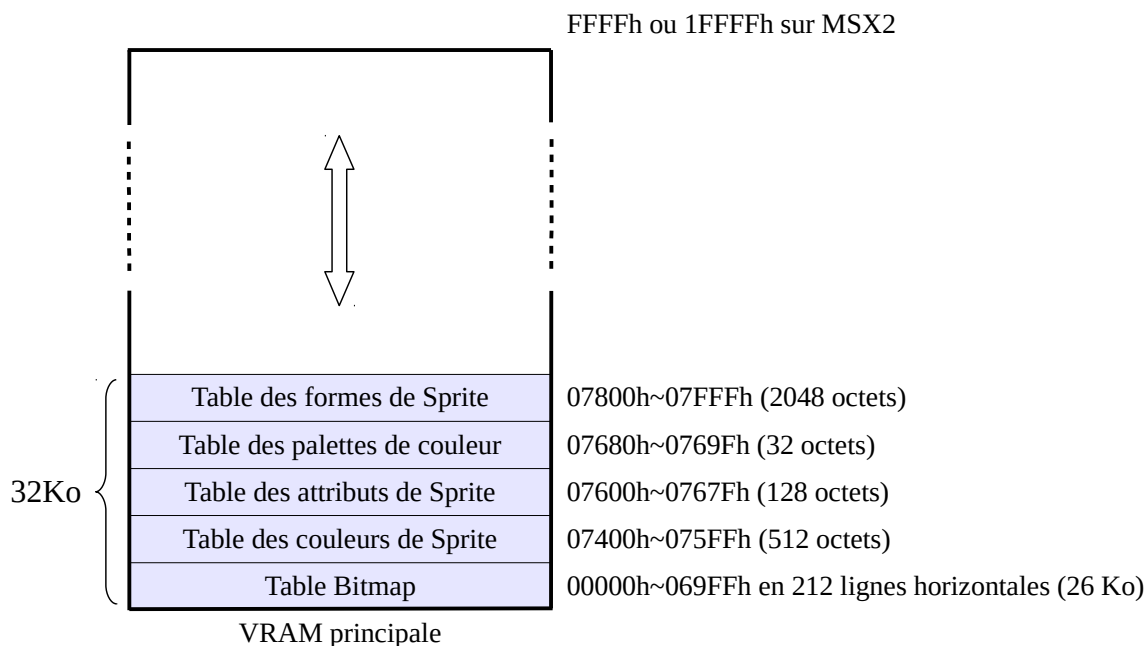 FFFFh ou 1FFFFh sur MSX2
Table des formes de Sprite 07800h~07FFFh (2048 octets)
Table des palettes de couleur 07680h~0769Fh (32 octets)
32Ko Table des attributs de Sprite 07600h~0767Fh (128 octets)
Table des couleurs de Sprite 07400h~075FFh (512 octets)
Table Bitmap 00000h~069FFh en 212 lignes horizontales (26 Ko)
VRAM principale